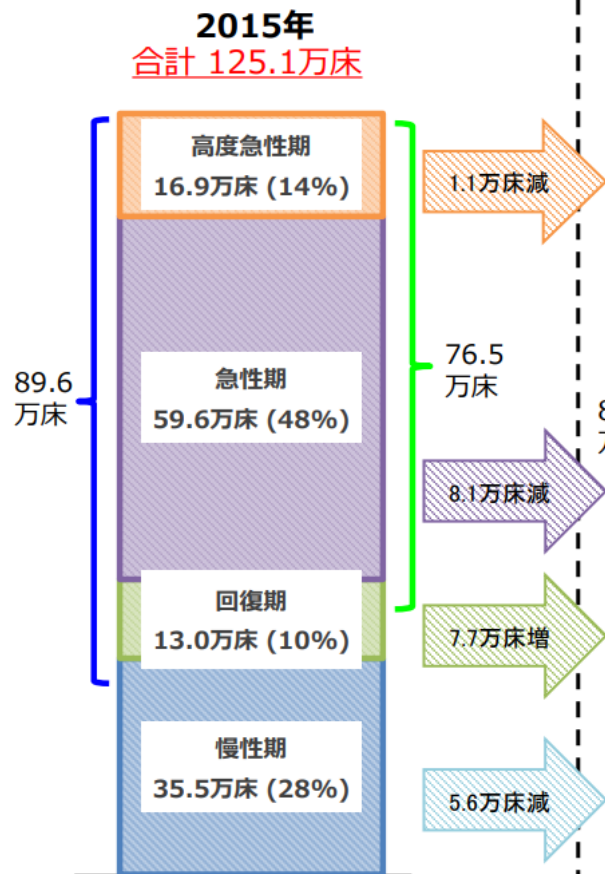 2015年
合計 125.1万床
高度急性期
16.9万床 (14%)
1.1万床減
急性期
59.6万床 (48%)
89.6
万床
76.5
万床
8.1万床減
回復期
13.0万床 (10%)
7.7万床増
慢性期
35.5万床 (28%)
5.6万床減